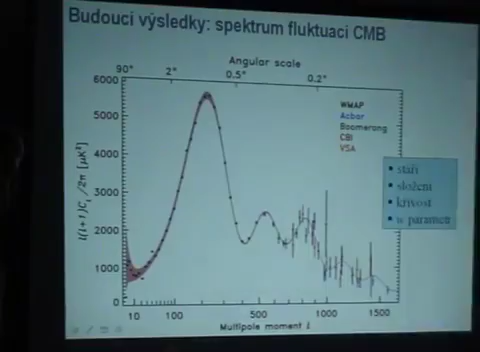 Budoucí výsledky: spektrum fluktuací CMB
Angular scale
90° 2° 0.5° 0.2°
6000
5000
4000
3000
2000
1000
0
l(l+1)Cl/2π [μK²]
WMAP
Acbar
Boomerang
CBI
VSA
• stáří
• složení
• křivost
• w parametr
10 100 500 1000 1500
Multipole moment l